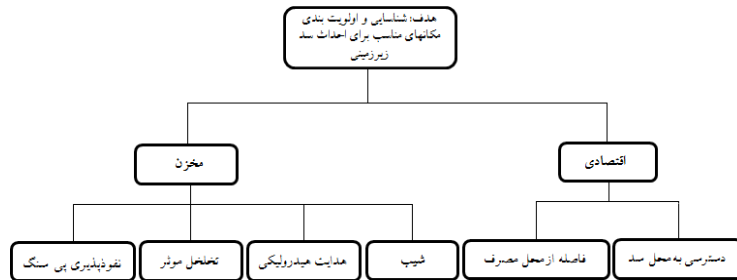 هدف: شناسایی و اولویت بندی
مکانهای مناسب برای احداث سد
زیرزمینی
اقتصادی
مخزن
دسترسی به محل سد
فاصله از محل مصرف
شیب
هدایت هیدرولیکی
تخلخل موثر
نفوذپذیری پی سنگ